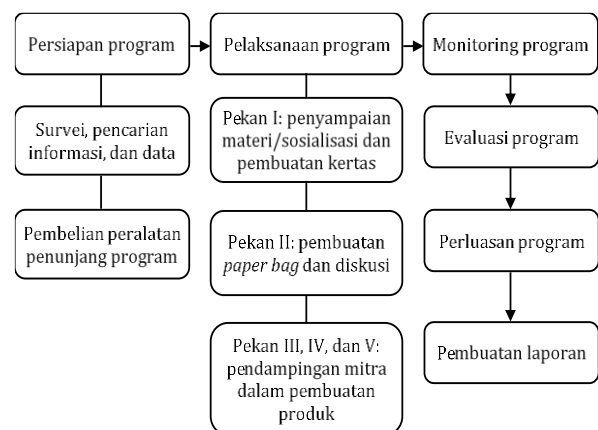 Persiapan program
Pelaksanaan program
Monitoring program
Survei, pencarian
informasi, dan data
Pembelian peralatan
penunjang program
Pekan I: penyampaian
materi/sosialisasi dan
pembuatan kertas
Pekan II: pembuatan
paper bag dan diskusi
Pekan III, IV, dan V:
pendampingan mitra
dalam pembuatan
produk
Evaluasi program
Perluasan program
Pembuatan laporan